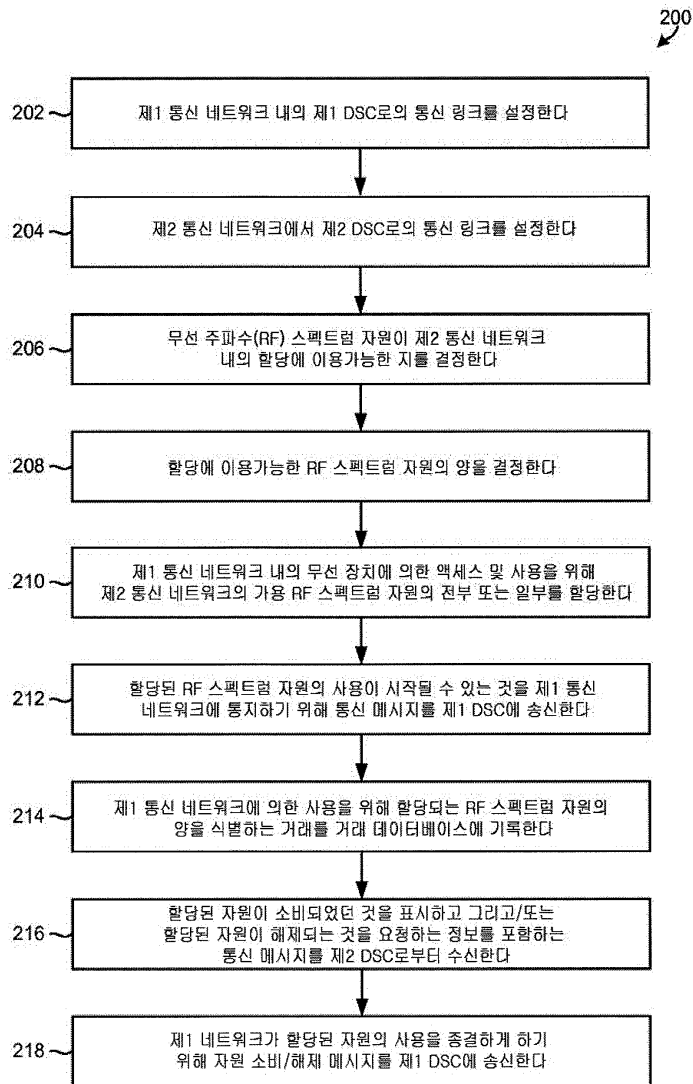 200
202
제1 통신 네트워크 내의 제1 DSC로의 통신 링크를 설정한다
204
제2 통신 네트워크에서 제2 DSC로의 통신 링크를 설정한다
206
무선 주파수(RF) 스펙트럼 자원이 제2 통신 네트워크
내의 할당에 이용가능한 지를 결정한다
208
할당에 이용가능한 RF 스펙트럼 자원의 양을 결정한다
210
제1 통신 네트워크 내의 무선 장치에 의한 액세스 및 사용을 위해
제2 통신 네트워크의 가용 RF 스펙트럼 자원의 전부 또는 일부를 할당한다
212
할당된 RF 스펙트럼 자원의 사용이 시작될 수 있는 것을 제1 통신
네트워크에 통지하기 위해 통신 메시지를 제1 DSC에 송신한다
214
제1 통신 네트워크에 의한 사용을 위해 할당되는 RF 스펙트럼 자원의
양을 식별하는 거래를 거래 데이터베이스에 기록한다
216
할당된 자원이 소비되었던 것을 표시하고 그리고/또는
할당된 자원이 해제되는 것을 요청하는 정보를 포함하는
통신 메시지를 제2 DSC로부터 수신한다
218
제1 네트워크가 할당된 자원의 사용을 종결하게 하기
위해 자원 소비/해제 메시지를 제1 DSC에 송신한다